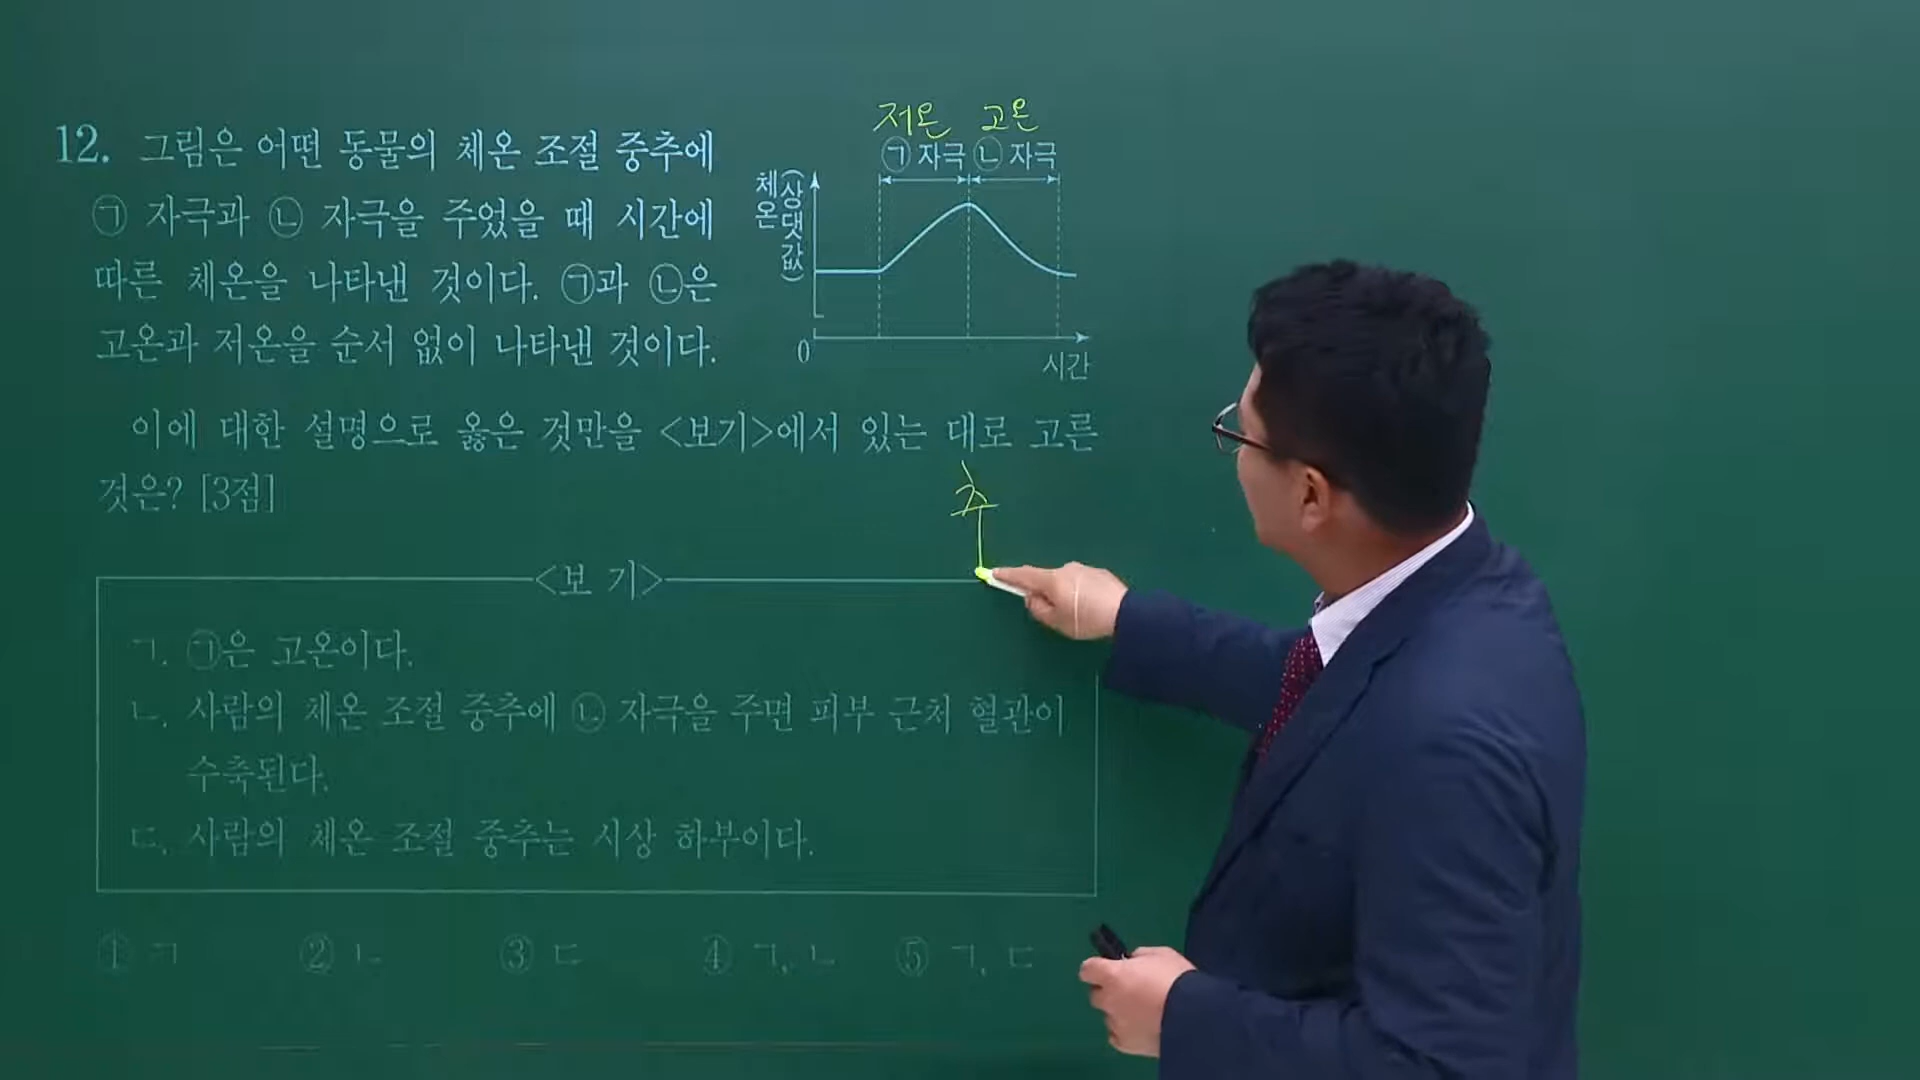 12. 그림은 어떤 동물의 체온 조절 중추에
㉠ 자극과 ㉡ 자극을 주었을 때 시간에
따른 체온을 나타낸 것이다. ㉠과 ㉡은
고온과 저온을 순서 없이 나타낸 것이다.
저온 고온
㉠ 자극 ㉡ 자극
체온
(상댓값)
0
시간
이에 대한 설명으로 옳은 것만을 <보기>에서 있는 대로 고른
것은? [3점]
추
<보 기>
ㄱ. ㉠은 고온이다.
ㄴ. 사람의 체온 조절 중추에 ㉡ 자극을 주면 피부 근처 혈관이
수축된다.
ㄷ. 사람의 체온 조절 중추는 시상 하부이다.
① ㄱ ② ㄴ ③ ㄷ ④ ㄱ, ㄴ ⑤ ㄱ, ㄷ